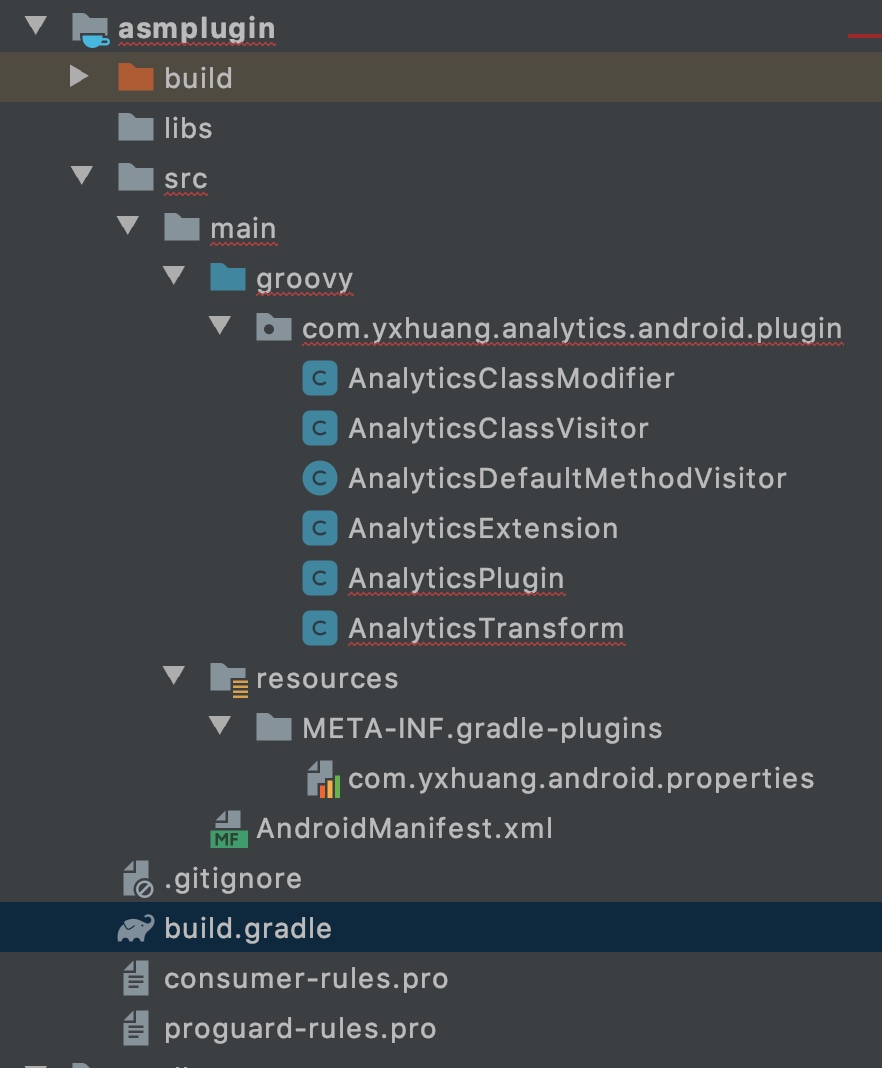 asmplugin
build
libs
src
main
groovy
com.yxhuang.analytics.android.plugin
C AnalyticsClassModifier
C AnalyticsClassVisitor
C AnalyticsDefaultMethodVisitor
C AnalyticsExtension
C AnalyticsPlugin
C AnalyticsTransform
resources
META-INF.gradle-plugins
com.yxhuang.android.properties
MF AndroidManifest.xml
.gitignore
build.gradle
consumer-rules.pro
proguard-rules.pro